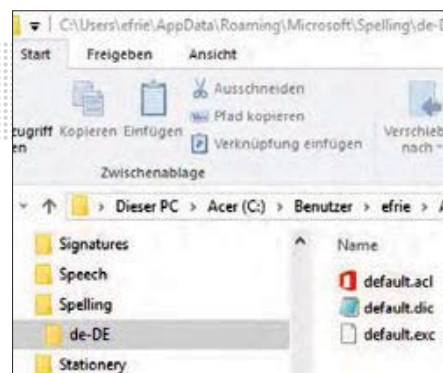 C:\Users\efrie\AppData\Roaming\Microsoft\Spelling\de-
Start Freigeben Ansicht
Ausschneiden
Pfad kopieren
Verknüpfung einfügen
zugriff Kopieren Einfügen
en
Verschieb
nach
Zwischenablage
Dieser PC > Acer (C:) > Benutzer > efrie >
Signatures
Speech
Spelling
de-DE
Stationery
Name
default.acl
default.dic
default.exc